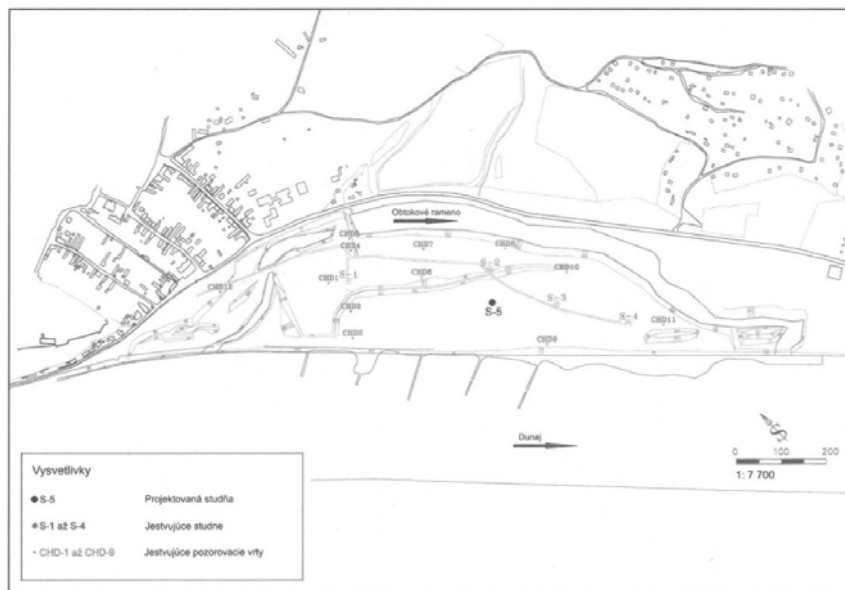 Obtokové rameno
CHD5
CHD4
CHD7
CHD1
S-1
S-2
CHD10
CHD12
CHD6
CHD3
S-3
S-5
S-4
CHD11
CHD2
CHD9
Dunaj
0 100 200
1: 7 700
Vysvetlivky
S-5 Projektovaná studňa
S-1 až S-4 Jestvujúce studne
CHD-1 až CHD-9 Jestvujúce pozorovacie vrty